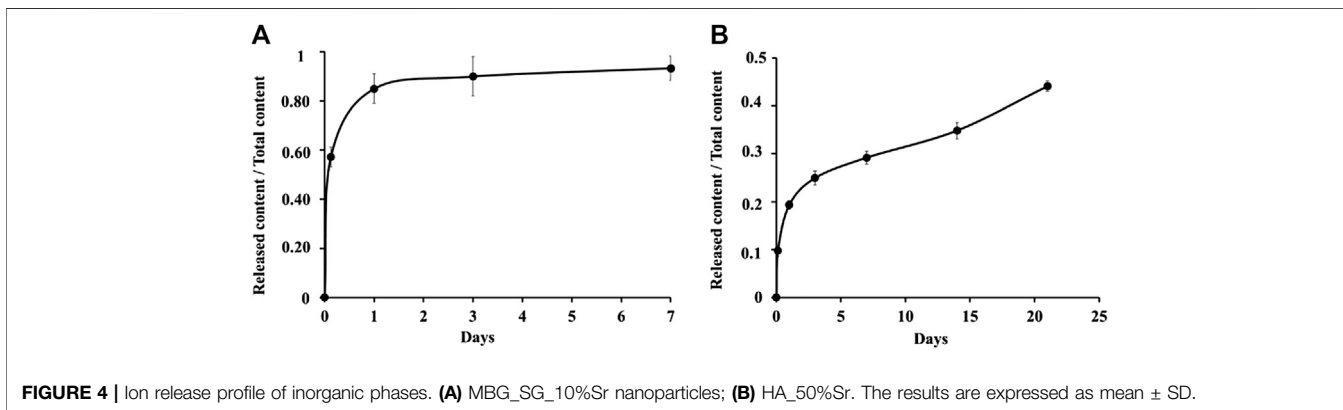 A
Released content / Total content
1
0.80
0.60
0.40
0.20
0
0 1 2 3 4 5 6 7
Days
B
Released content / Total content
0.5
0.4
0.3
0.2
0.1
0
0 5 10 15 20 25
Days
FIGURE 4 | Ion release profile of inorganic phases. (A) MBG_SG_10%Sr nanoparticles; (B) HA_50%Sr. The results are expressed as mean ± SD.